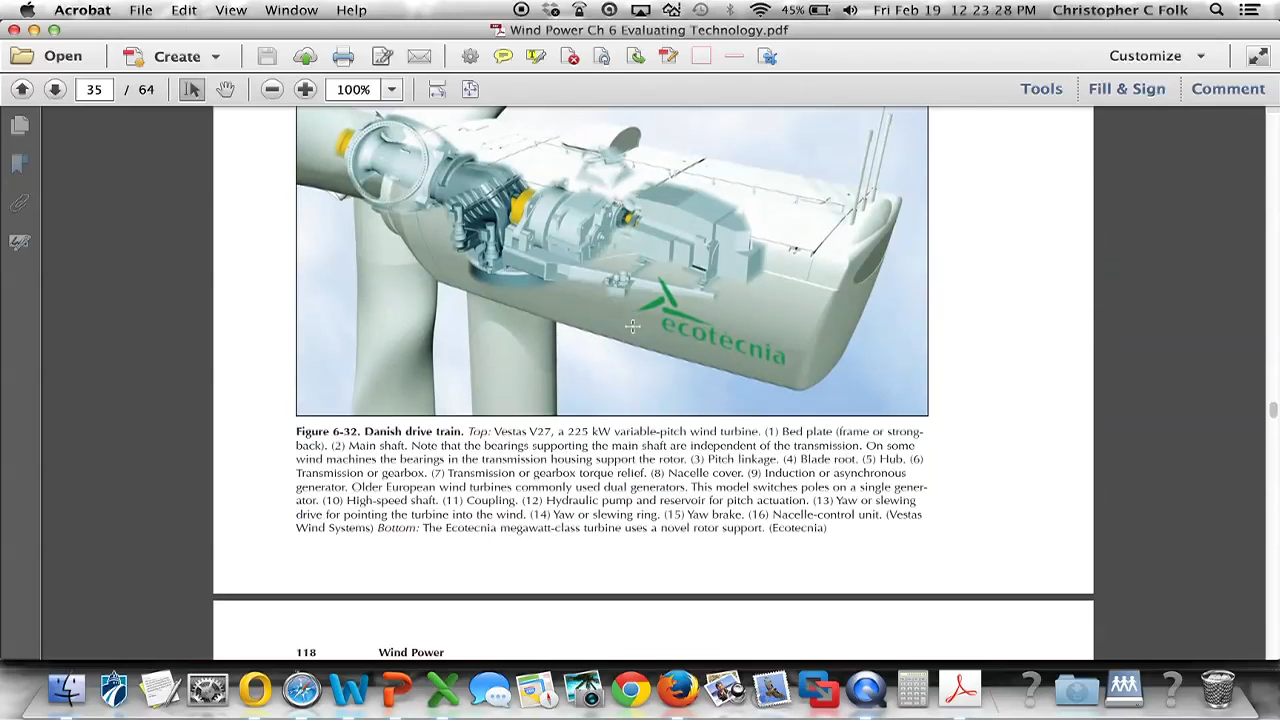 Acrobat File Edit View Window Help 45% Fri Feb 19 12:23:28 PM Christopher C Folk
Wind Power Ch 6 Evaluating Technology.pdf
Open Create Customize
35 / 64 100% Tools Fill & Sign Comment
ecotècnia
Figure 6-32. Danish drive train. Top: Vestas V27, a 225 kW variable-pitch wind turbine. (1) Bed plate (frame or strong-
back). (2) Main shaft. Note that the bearings supporting the main shaft are independent of the transmission. On some
wind machines the bearings in the transmission housing support the rotor. (3) Pitch linkage. (4) Blade root. (5) Hub. (6)
Transmission or gearbox. (7) Transmission or gearbox torque relief. (8) Nacelle cover. (9) Induction or asynchronous
generator. Older European wind turbines commonly used dual generators. This model switches poles on a single gener-
ator. (10) High-speed shaft. (11) Coupling. (12) Hydraulic pump and reservoir for pitch actuation. (13) Yaw or slewing
drive for pointing the turbine into the wind. (14) Yaw or slewing ring. (15) Yaw brake. (16) Nacelle-control unit. (Vestas
Wind Systems) Bottom: The Ecotecnia megawatt-class turbine uses a novel rotor support. (Ecotecnia)
118 Wind Power